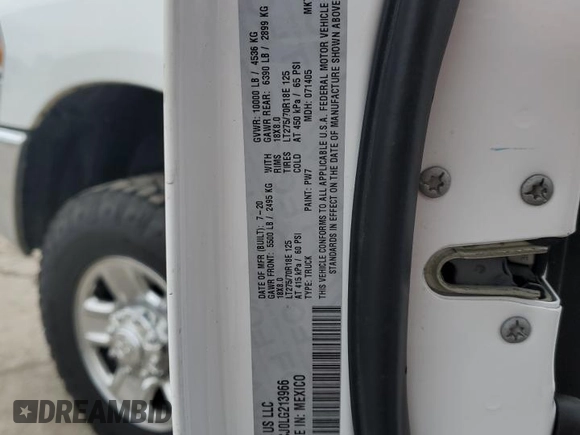 DATE OF MFR (BUILT): 7-20 GVWR: 10000 LB / 4536 KG
GAWR FRONT: 5500 LB / 2495 KG WITH GAWR REAR: 6390 LB / 2899 KG
18X8.0 RIMS 18X8.0
LT275/70R18E 125 TIRES LT275/70R18E 125
AT 415 kPa / 60 PSI COLD AT 450 kPa / 65 PSI
TYPE: TRUCK PAINT: PW7 MDH: 071405
THIS VEHICLE CONFORMS TO ALL APPLICABLE U.S.A. FEDERAL MOTOR VEHICLE
STANDARDS IN EFFECT ON THE DATE OF MANUFACTURE SHOWN ABOVE
US LLC
LG213966
IN: MEXICO
DREAMBID